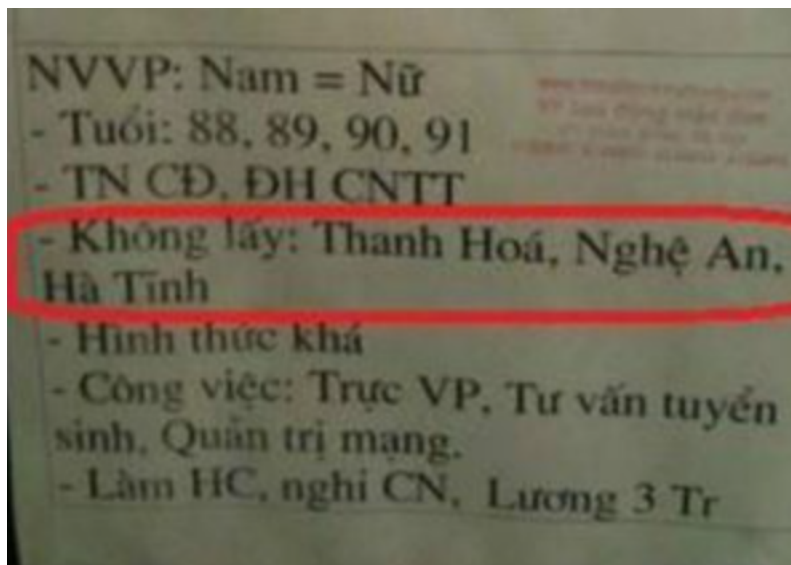 NVVP: Nam = Nữ
- Tuổi: 88, 89, 90, 91
- TN CĐ, ĐH CNTT
- Không lấy: Thanh Hoá, Nghệ An,
Hà Tĩnh
- Hình thức khá
- Công việc: Trực VP, Tư vấn tuyển
sinh, Quản trị mạng.
- Làm HC, nghỉ CN, Lương 3 Tr